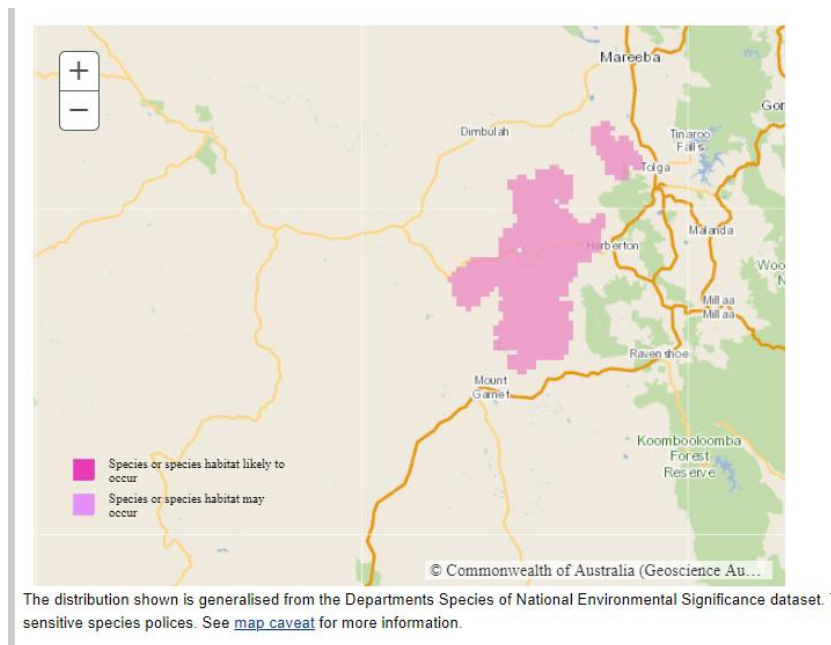 +
Mareeba
−
Gor
Dimbulah
Tinaroo
Falls
Tolga
Malanda
Herberton
Woo
N
Millaa
Millaa
Ravenshoe
Mount
Garnet
Koombooloomba
Forest
Reserve
Species or species habitat likely to
occur
Species or species habitat may
occur
© Commonwealth of Australia (Geoscience Au…
The distribution shown is generalised from the Departments Species of National Environmental Significance dataset.
sensitive species polices. See map caveat for more information.